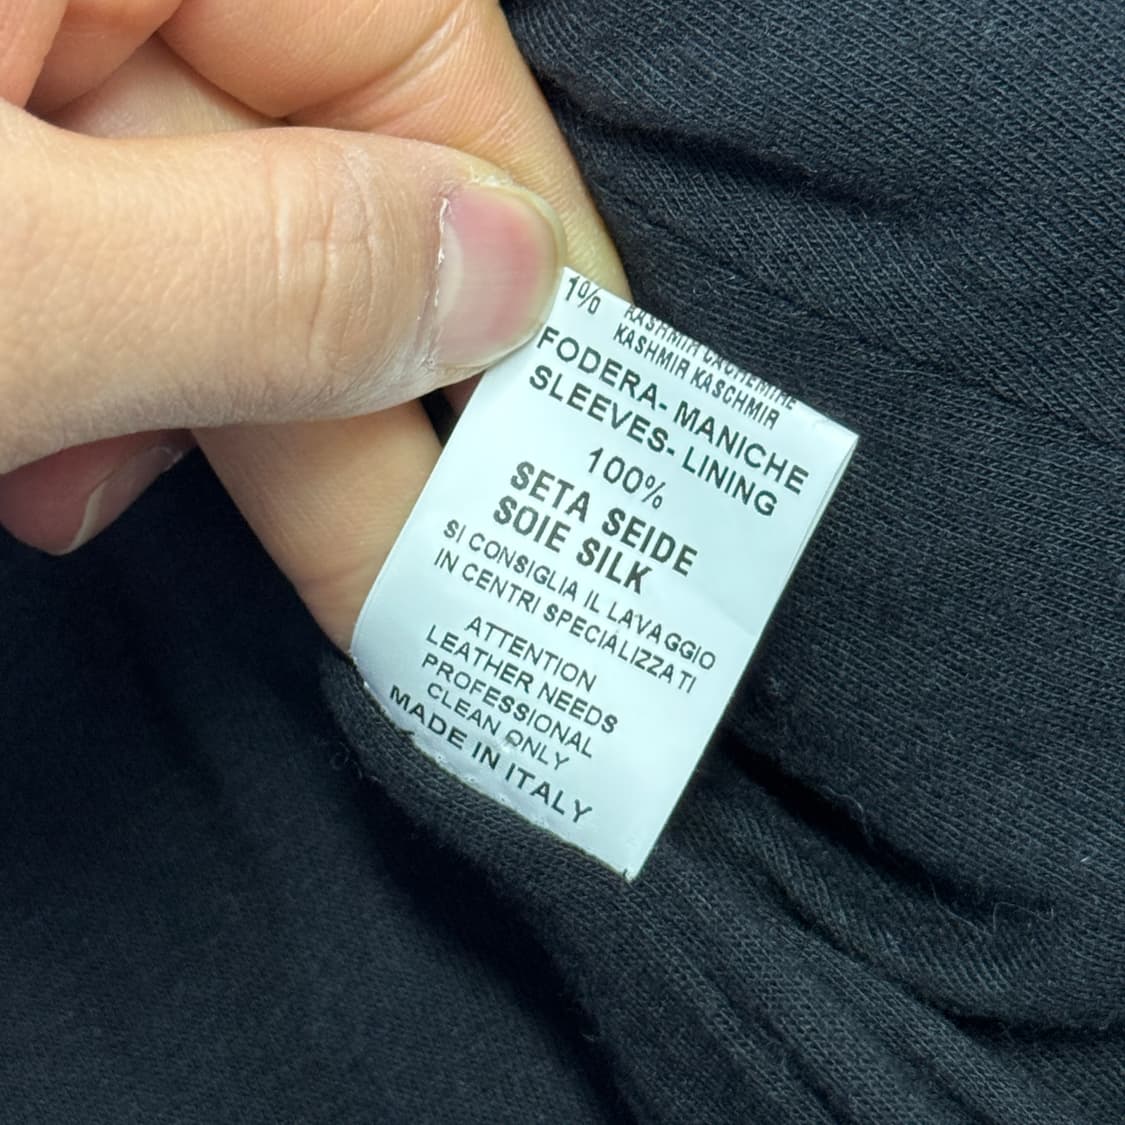 1% KASHMIR CACHEMIRE
KASHMIR KASCHMIR
FODERA- MANICHE
SLEEVES- LINING
100%
SETA SEIDE
SOIE SILK
SI CONSIGLIA IL LAVAGGIO
IN CENTRI SPECIALIZZATI
ATTENTION
LEATHER NEEDS
PROFESSIONAL
CLEAN ONLY
MADE IN ITALY